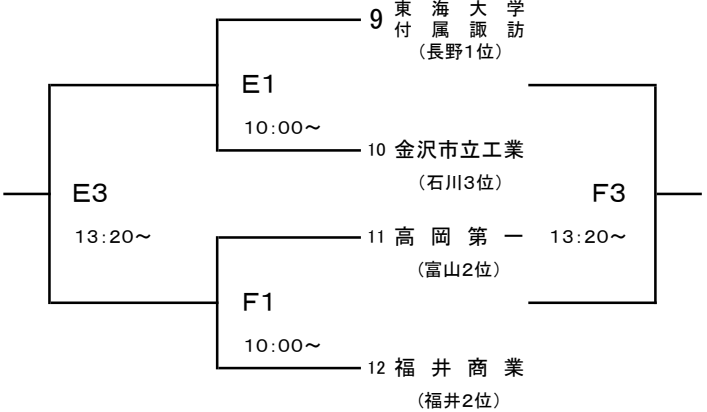 9 東海大学
付属諏訪
（長野１位）
E1
10:00～
10 金沢市立工業
（石川３位）
E3
F3
13:20～
11 高岡第一
13:20～
（富山２位）
F1
10:00～
12 福井商業
（福井２位）